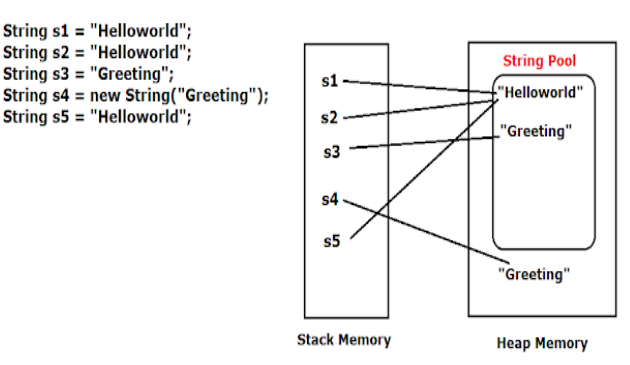 String s1 = "Helloworld";
String s2 = "Helloworld";
String s3 = "Greeting";
String s4 = new String("Greeting");
String s5 = "Helloworld";
s1
s2
s3
s4
s5
Stack Memory
String Pool
"Helloworld"
"Greeting"
"Greeting"
Heap Memory